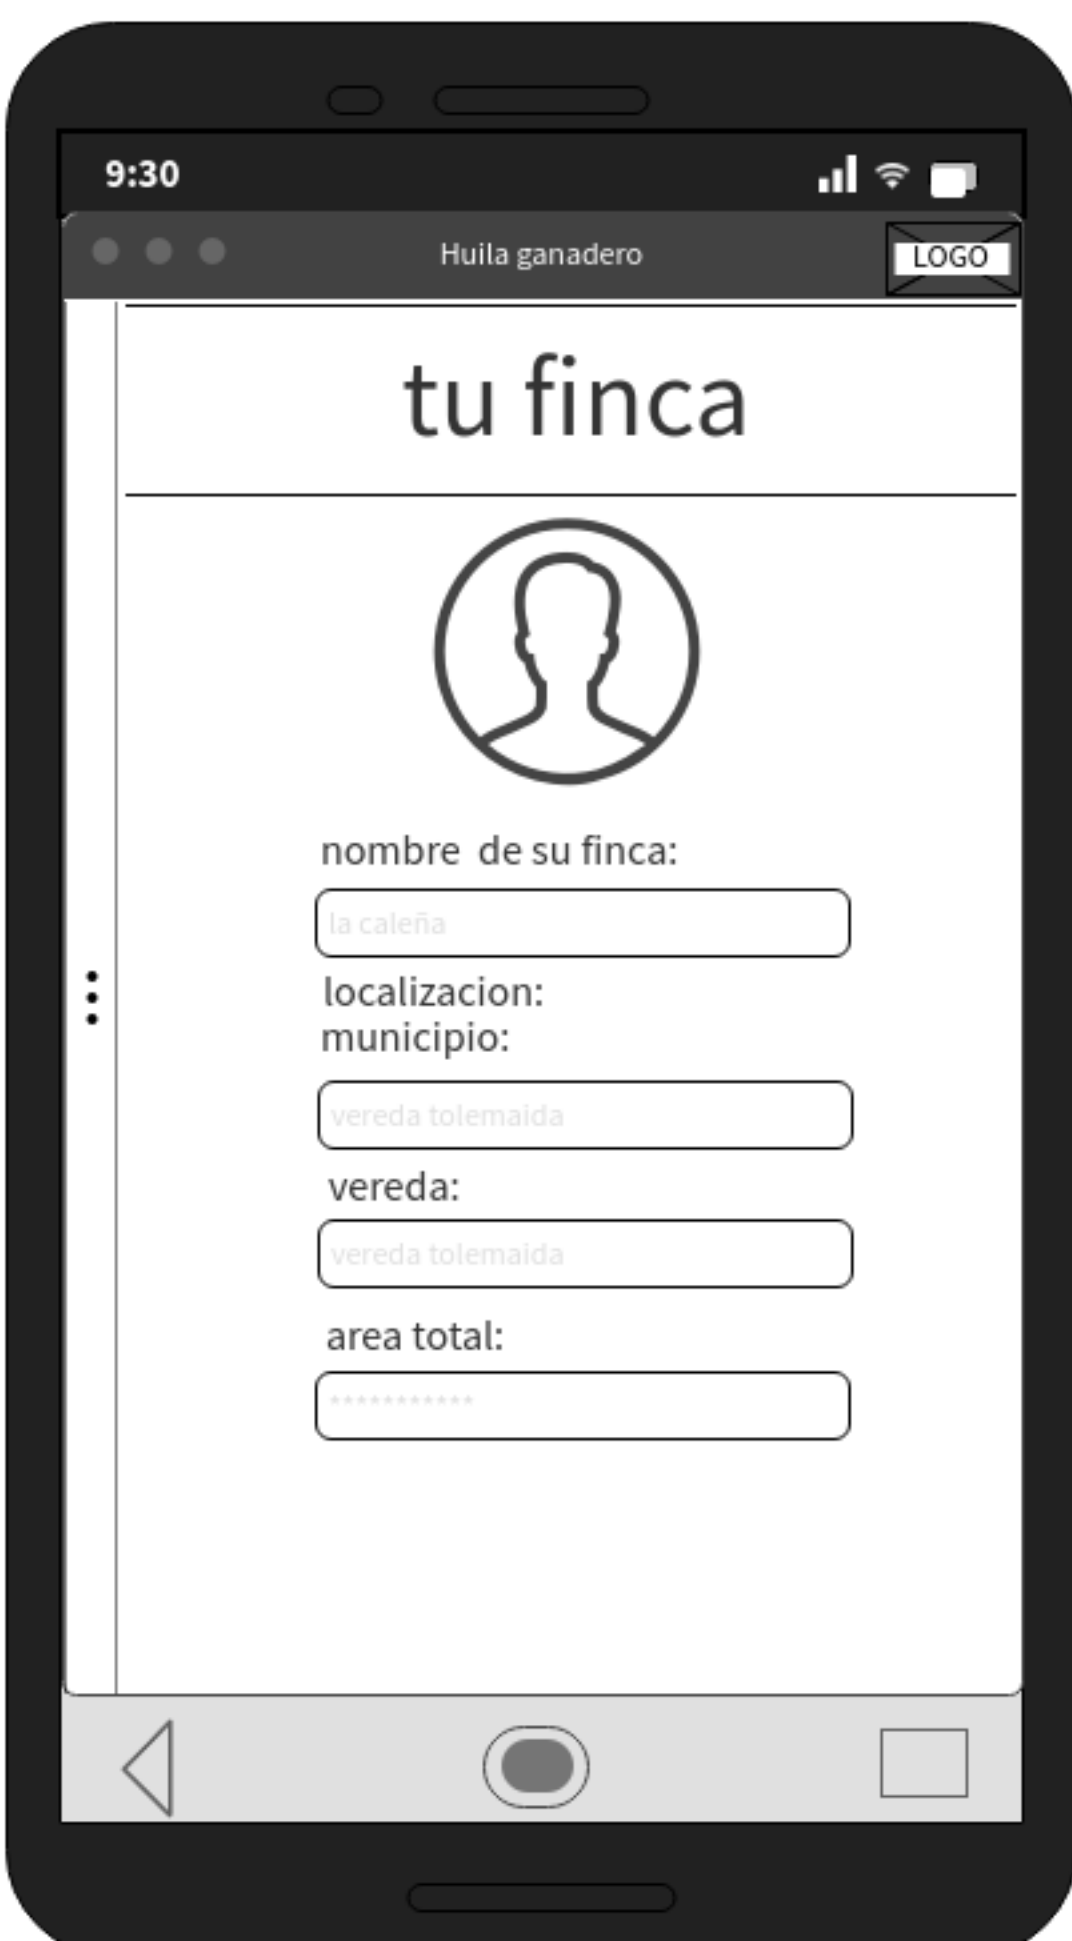 9:30
Huila ganadero
LOGO
tu finca
nombre de su finca:
la caleña
localizacion:
municipio:
vereda tolemaida
vereda:
vereda tolemaida
area total:
***********